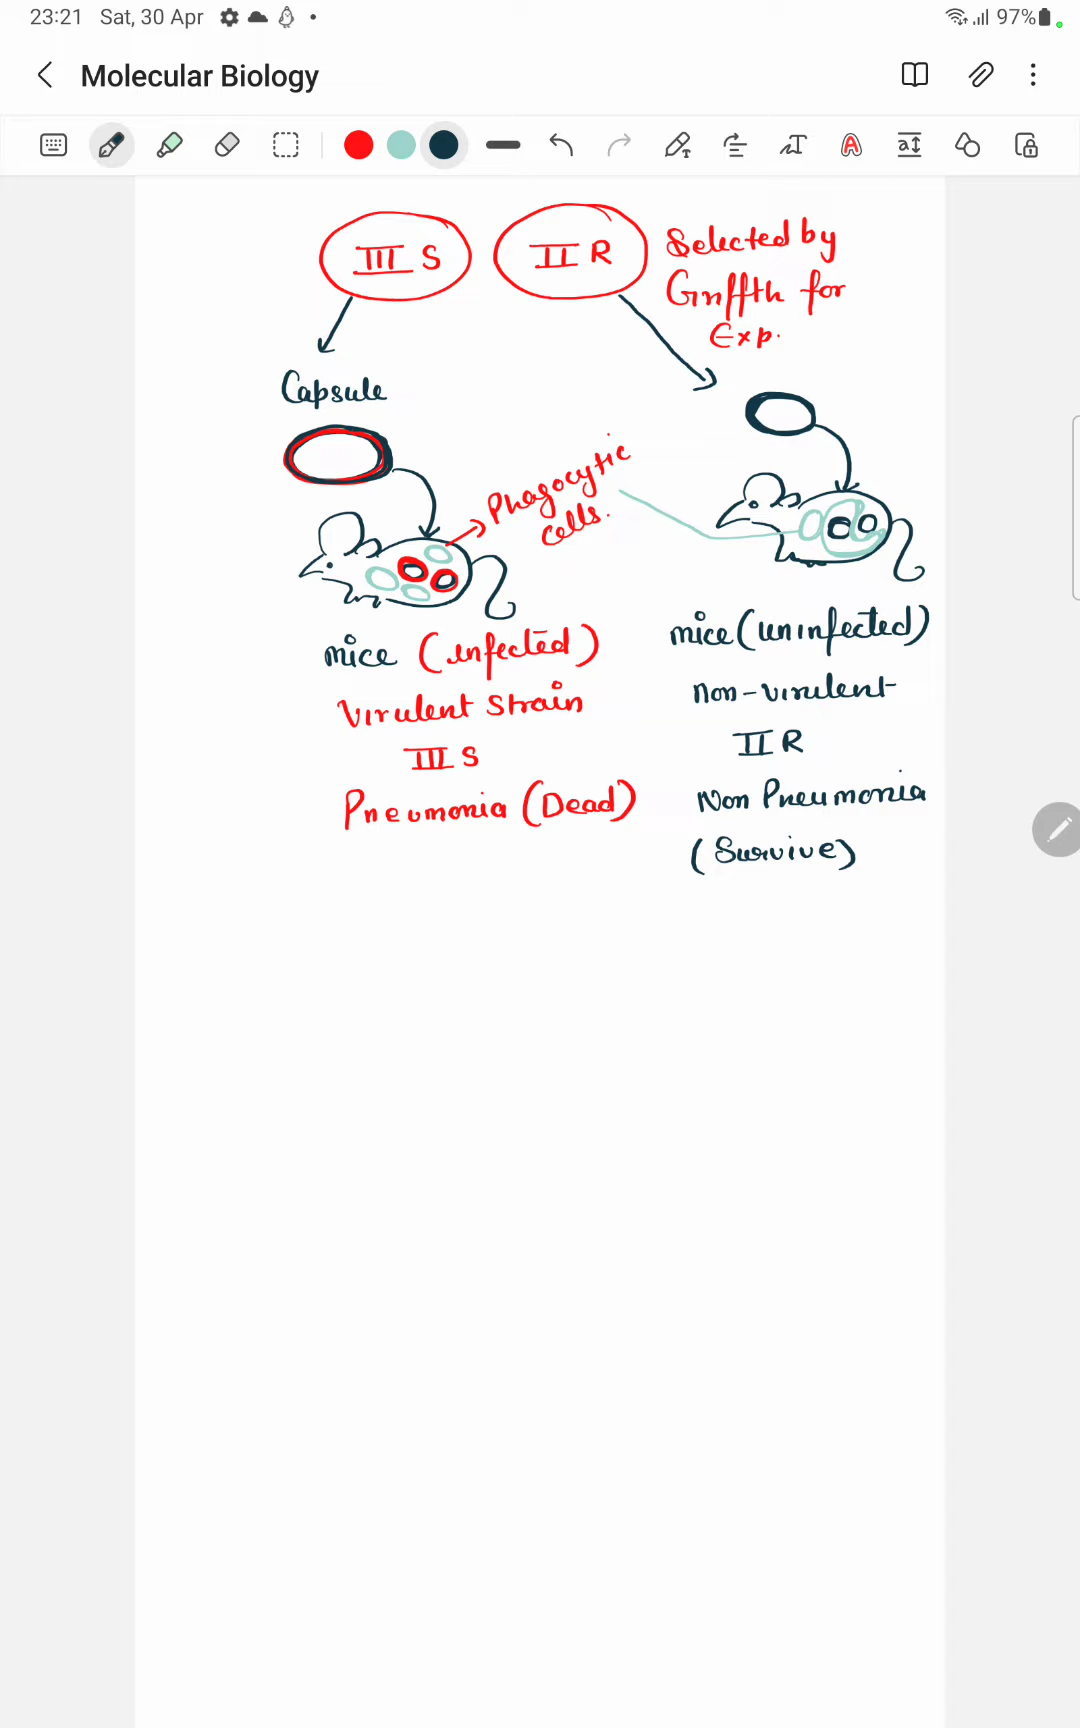 23:21 Sat, 30 Apr
97%
Molecular Biology
III S
II R
Selected by
Griffth for
Exp.
Capsule
Phagocytic
cells.
mice (infected)
Virulent Strain
III S
Pneumonia (Dead)
mice (uninfected)
non-virulent
II R
Non Pneumonia
(Survive)